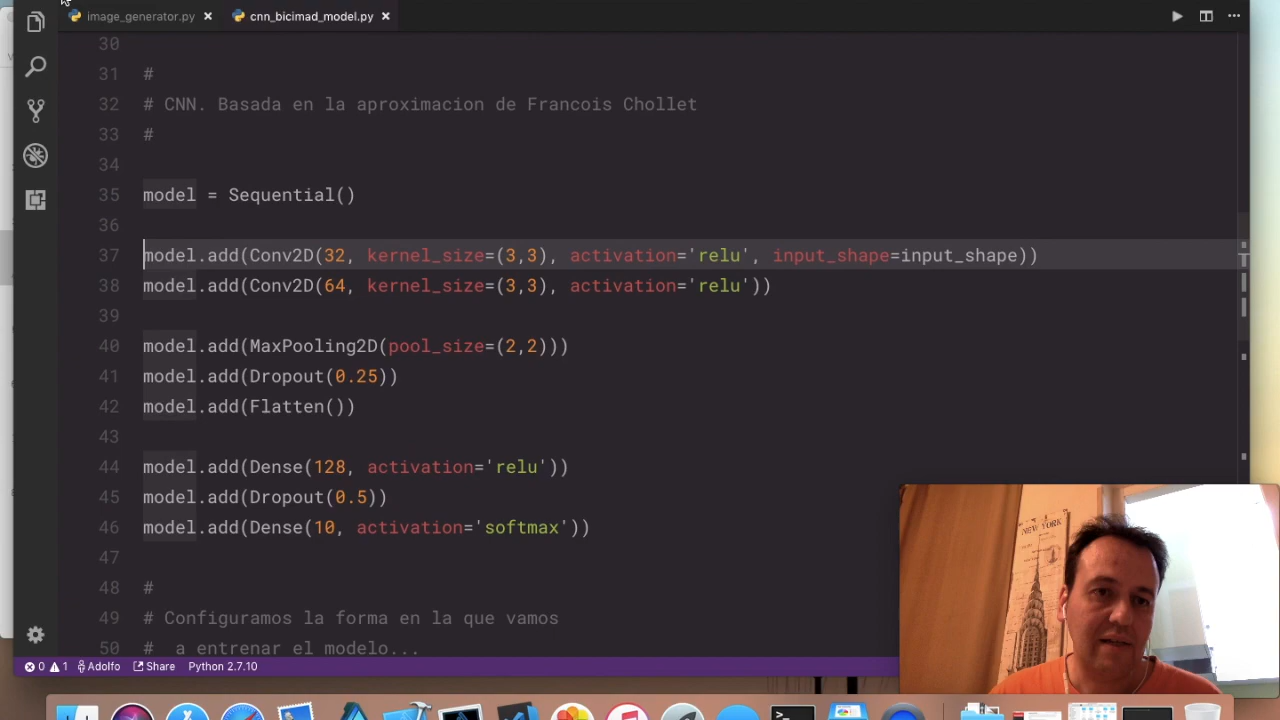 image_generator.py
cnn_bicimad_model.py
30
31 #
32 # CNN. Basada en la aproximacion de Francois Chollet
33 #
34
35 model = Sequential()
36
37 model.add(Conv2D(32, kernel_size=(3,3), activation='relu', input_shape=input_shape))
38 model.add(Conv2D(64, kernel_size=(3,3), activation='relu'))
39
40 model.add(MaxPooling2D(pool_size=(2,2)))
41 model.add(Dropout(0.25))
42 model.add(Flatten())
43
44 model.add(Dense(128, activation='relu'))
45 model.add(Dropout(0.5))
46 model.add(Dense(10, activation='softmax'))
47
48 #
49 # Configuramos la forma en la que vamos
50 #  a entrenar el modelo...
0 1 Adolfo Share Python 2.7.10
NEW YORK